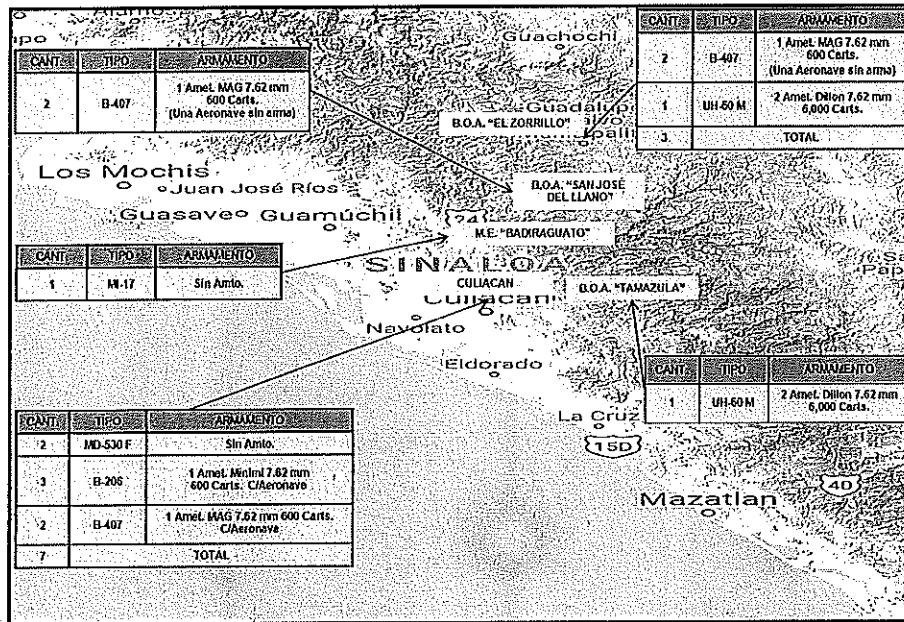 Guachochi
CANT. TIPO ARMAMENTO
2 B-407 1 Amet. MAG 7.62 mm
600 Carts.
(Una Aeronave sin arma)
CANT. TIPO ARMAMENTO
2 B-407 1 Amet. MAG 7.62 mm
600 Carts.
(Una Aeronave sin arma)
1 UH-60 M 2 Amet. Dillon 7.62 mm
6,000 Carts.
3 TOTAL
B.O.A. "EL ZORRILLO"
Los Mochis
Juan José Ríos
Guasave Guamúchil
B.O.A. "SAN JOSÉ
DEL LLANO"
24
M.E. "BADIRAGUATO"
CANT. TIPO ARMAMENTO
1 MI-17 Sin Amto.
SINALOA
CULIACAN
Culiacan
B.O.A. "TAMAZULA"
Navolato
Eldorado
CANT. TIPO ARMAMENTO
1 UH-60 M 2 Amet. Dillon 7.62 mm
6,000 Carts.
La Cruz
15D
CANT. TIPO ARMAMENTO
2 MD-530 F Sin Amto.
3 B-206 1 Amet. Minimi 7.62 mm
600 Carts. C/Aeronave
2 B-407 1 Amet. MAG 7.62 mm 600 Carts.
C/Aeronave
7 TOTAL
4D
Mazatlan